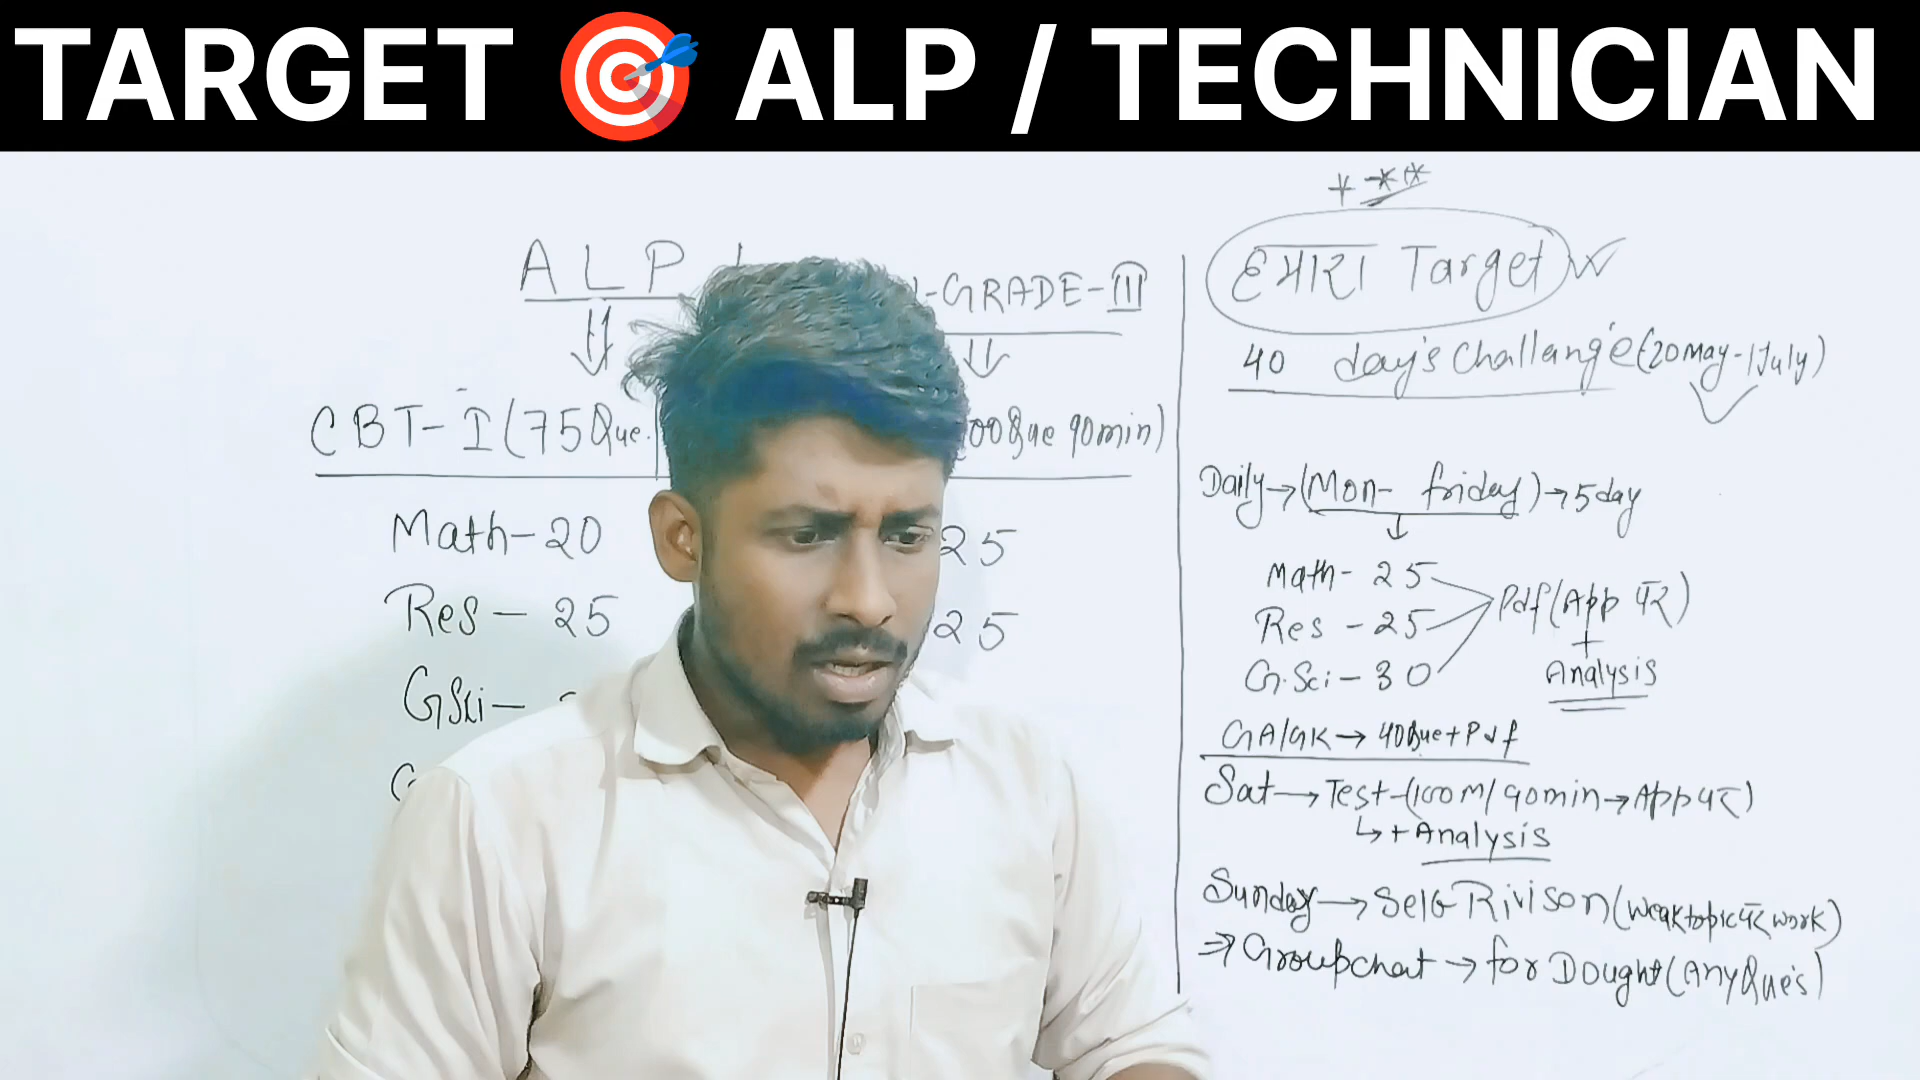 TARGET 🎯 ALP / TECHNICIAN
ALP
-GRADE-III
CBT-I (75Que.
00Que 90min)
Math-20
25
Res - 25
25
GSci-
हमारा Target
40 day's Challange (20May-1July)
Daily→(Mon- friday)→5day
Math- 25
Res - 25
G.Sci- 30
Pdf(App पर)
+
Analysis
GA/GK→ 40Que+Pdf
Sat→Test-(100M/90min→App पर)
↳+Analysis
Sunday→Self Rivison(weak topic पर work)
⇒Groupchat→for Dought(Any Que's)